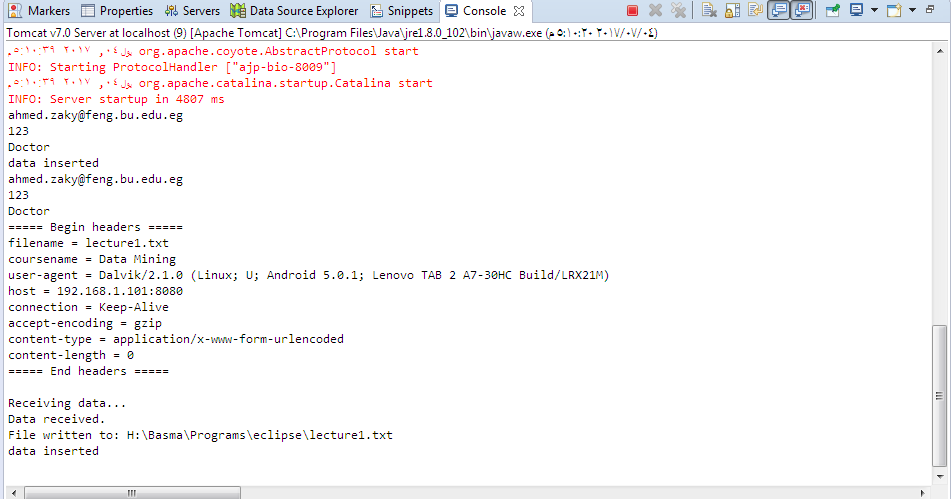 Markers Properties Servers Data Source Explorer Snippets Console
Tomcat v7.0 Server at localhost (9) [Apache Tomcat] C:\Program Files\Java\jre1.8.0_102\bin\javaw.exe (٠٤/٠٧/٢٠١٧ ٥:١٠:٢٠ م)
يول ٠٤, ٢٠١٧ ٥:١٠:٣٩ م org.apache.coyote.AbstractProtocol start
INFO: Starting ProtocolHandler ["ajp-bio-8009"]
يول ٠٤, ٢٠١٧ ٥:١٠:٣٩ م org.apache.catalina.startup.Catalina start
INFO: Server startup in 4807 ms
ahmed.zaky@feng.bu.edu.eg
123
Doctor
data inserted
ahmed.zaky@feng.bu.edu.eg
123
Doctor
===== Begin headers =====
filename = lecture1.txt
coursename = Data Mining
user-agent = Dalvik/2.1.0 (Linux; U; Android 5.0.1; Lenovo TAB 2 A7-30HC Build/LRX21M)
host = 192.168.1.101:8080
connection = Keep-Alive
accept-encoding = gzip
content-type = application/x-www-form-urlencoded
content-length = 0
===== End headers =====
Receiving data...
Data received.
File written to: H:\Basma\Programs\eclipse\lecture1.txt
data inserted